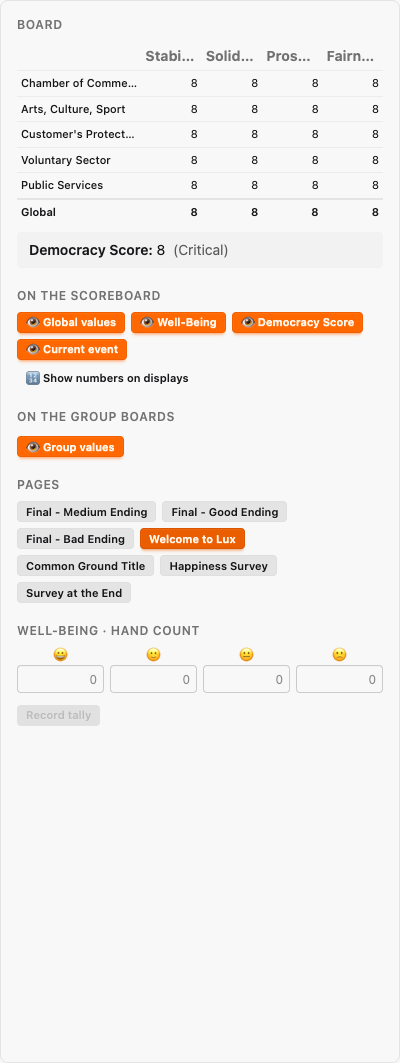 BOARD
Stabi... Solid... Pros... Fairn...
Chamber of Comme... 8 8 8 8
Arts, Culture, Sport 8 8 8 8
Customer's Protect... 8 8 8 8
Voluntary Sector 8 8 8 8
Public Services 8 8 8 8
Global 8 8 8 8
Democracy Score: 8 (Critical)
ON THE SCOREBOARD
👁 Global values 👁 Well-Being 👁 Democracy Score
👁 Current event
🔢 Show numbers on displays
ON THE GROUP BOARDS
👁 Group values
PAGES
Final - Medium Ending Final - Good Ending
Final - Bad Ending Welcome to Lux
Common Ground Title Happiness Survey
Survey at the End
WELL-BEING · HAND COUNT
😀 🙂 😐 🙁
0 0 0 0
Record tally